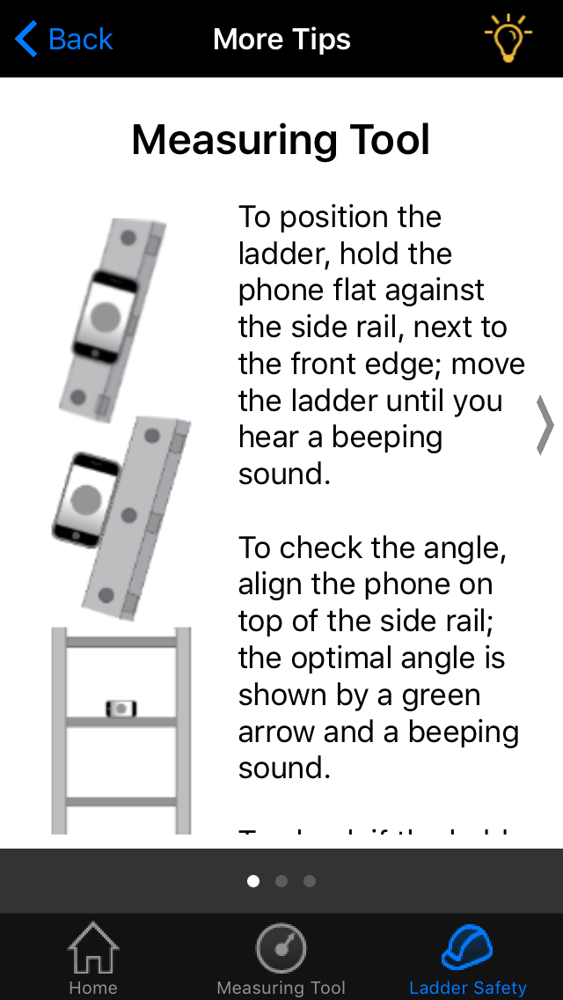 Back
More Tips
Measuring Tool
To position the
ladder, hold the
phone flat against
the side rail, next to
the front edge; move
the ladder until you
hear a beeping
sound.
To check the angle,
align the phone on
top of the side rail;
the optimal angle is
shown by a green
arrow and a beeping
sound.
Home
Measuring Tool
Ladder Safety